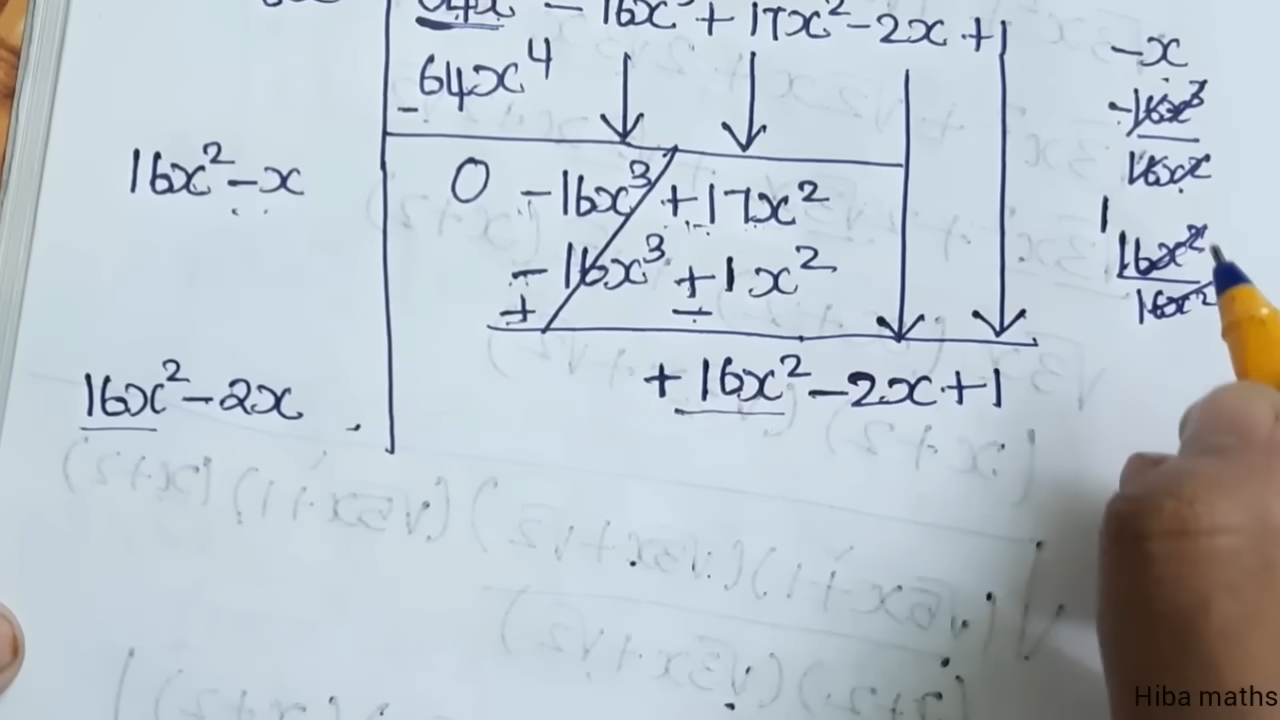 64x - 16x³ + 17x² - 2x + 1
- 64x⁴
16x² - x
0 - 16x³ + 17x²
- 16x³ + 1x²
+ -
16x² - 2x
+ 16x² - 2x + 1
-x
-16x³
16x²
1
16x²
16x²
Hiba maths